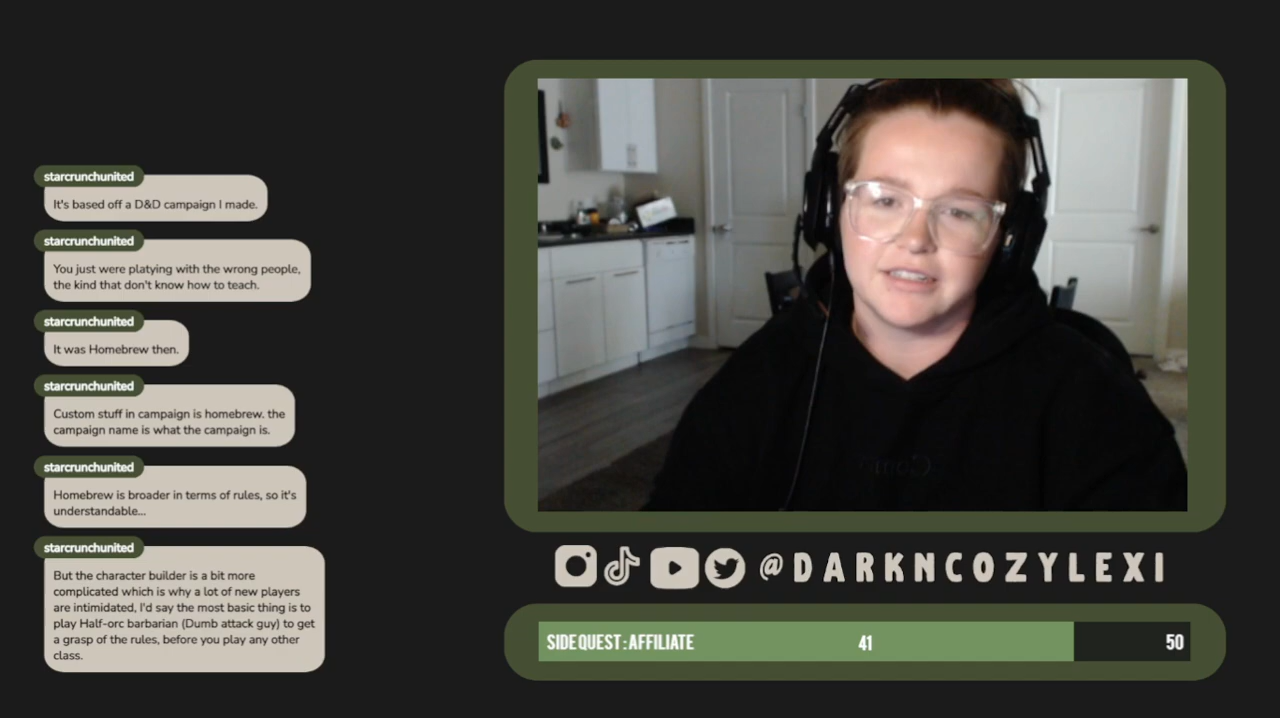 starcrunchunited
It's based off a D&D campaign I made.
starcrunchunited
You just were platying with the wrong people,
the kind that don't know how to teach.
starcrunchunited
It was Homebrew then.
starcrunchunited
Custom stuff in campaign is homebrew. the
campaign name is what the campaign is.
starcrunchunited
Homebrew is broader in terms of rules, so it's
understandable...
starcrunchunited
But the character builder is a bit more
complicated which is why a lot of new players
are intimidated, I'd say the most basic thing is to
play Half-orc barbarian (Dumb attack guy) to get
a grasp of the rules, before you play any other
class.
@DARKNCOZYLEXI
SIDE QUEST: AFFILIATE 41 50